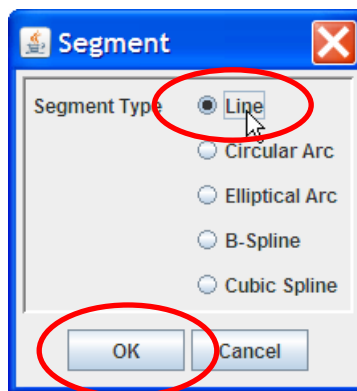 Segment
Segment Type Line
Circular Arc
Elliptical Arc
B-Spline
Cubic Spline
OK Cancel